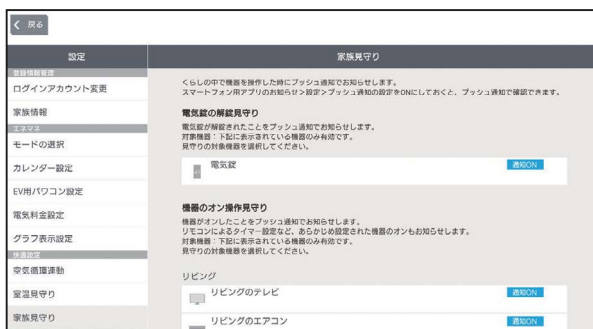 戻る
設定
家族見守り
登録情報管理
ログインアカウント変更
家族情報
エネマネ
モードの選択
カレンダー設定
EV用パワコン設定
電気料金設定
グラフ表示設定
快適設定
空気循環連動
室温見守り
家族見守り
くらしの中で機器を操作した時にプッシュ通知でお知らせします。
スマートフォン用アプリのお知らせ＞設定＞プッシュ通知の設定をONにしておくと、プッシュ通知で確認できます。
電気錠の解錠見守り
電気錠が解錠されたことをプッシュ通知でお知らせします。
対象機器：下記に表示されている機器のみ有効です。
見守りの対象機器を選択してください。
電気錠 通知ON
機器のオン操作見守り
機器がオンしたことをプッシュ通知でお知らせします。
リモコンによるタイマー設定など、あらかじめ設定された機器のオンもお知らせします。
対象機器：下記に表示されている機器のみ有効です。
見守りの対象機器を選択してください。
リビング
リビングのテレビ 通知ON
リビングのエアコン 通知ON